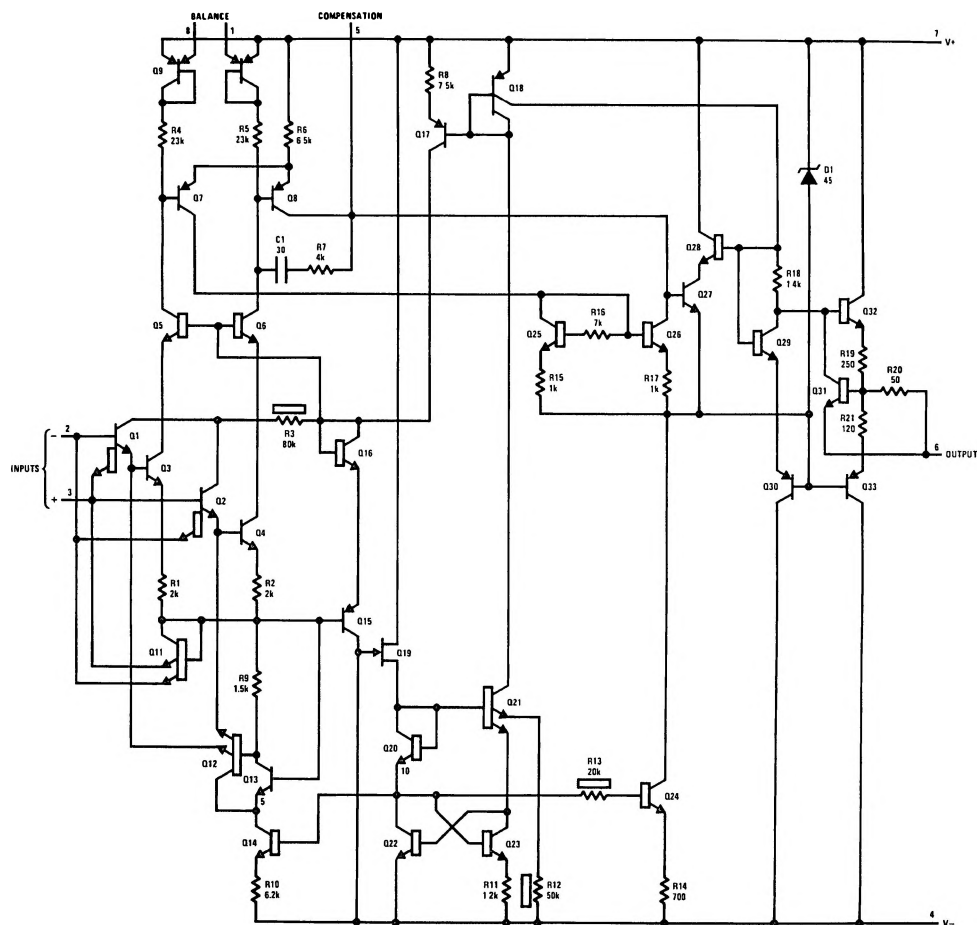 BALANCE
COMPENSATION
8
1
5
7
V+
Q9
R4
23k
R5
23k
R6
6 5k
R8
7 5k
Q18
Q17
D1
45
Q7
Q8
C1
30
R7
4k
Q28
Q27
R18
1 4k
Q29
Q32
Q5
Q6
Q25
R16
7k
Q26
R15
1k
R17
1k
R19
250
Q31
R20
50
R21
120
6
OUTPUT
R3
80k
Q16
INPUTS
-
2
+
3
Q1
Q3
Q2
Q4
Q30
Q33
R1
2k
R2
2k
Q15
Q11
R9
1.5k
Q19
Q12
Q13
5
Q20
10
Q21
R13
20k
Q24
Q14
Q22
Q23
R10
6.2k
R11
1 2k
R12
50k
R14
700
4
V-